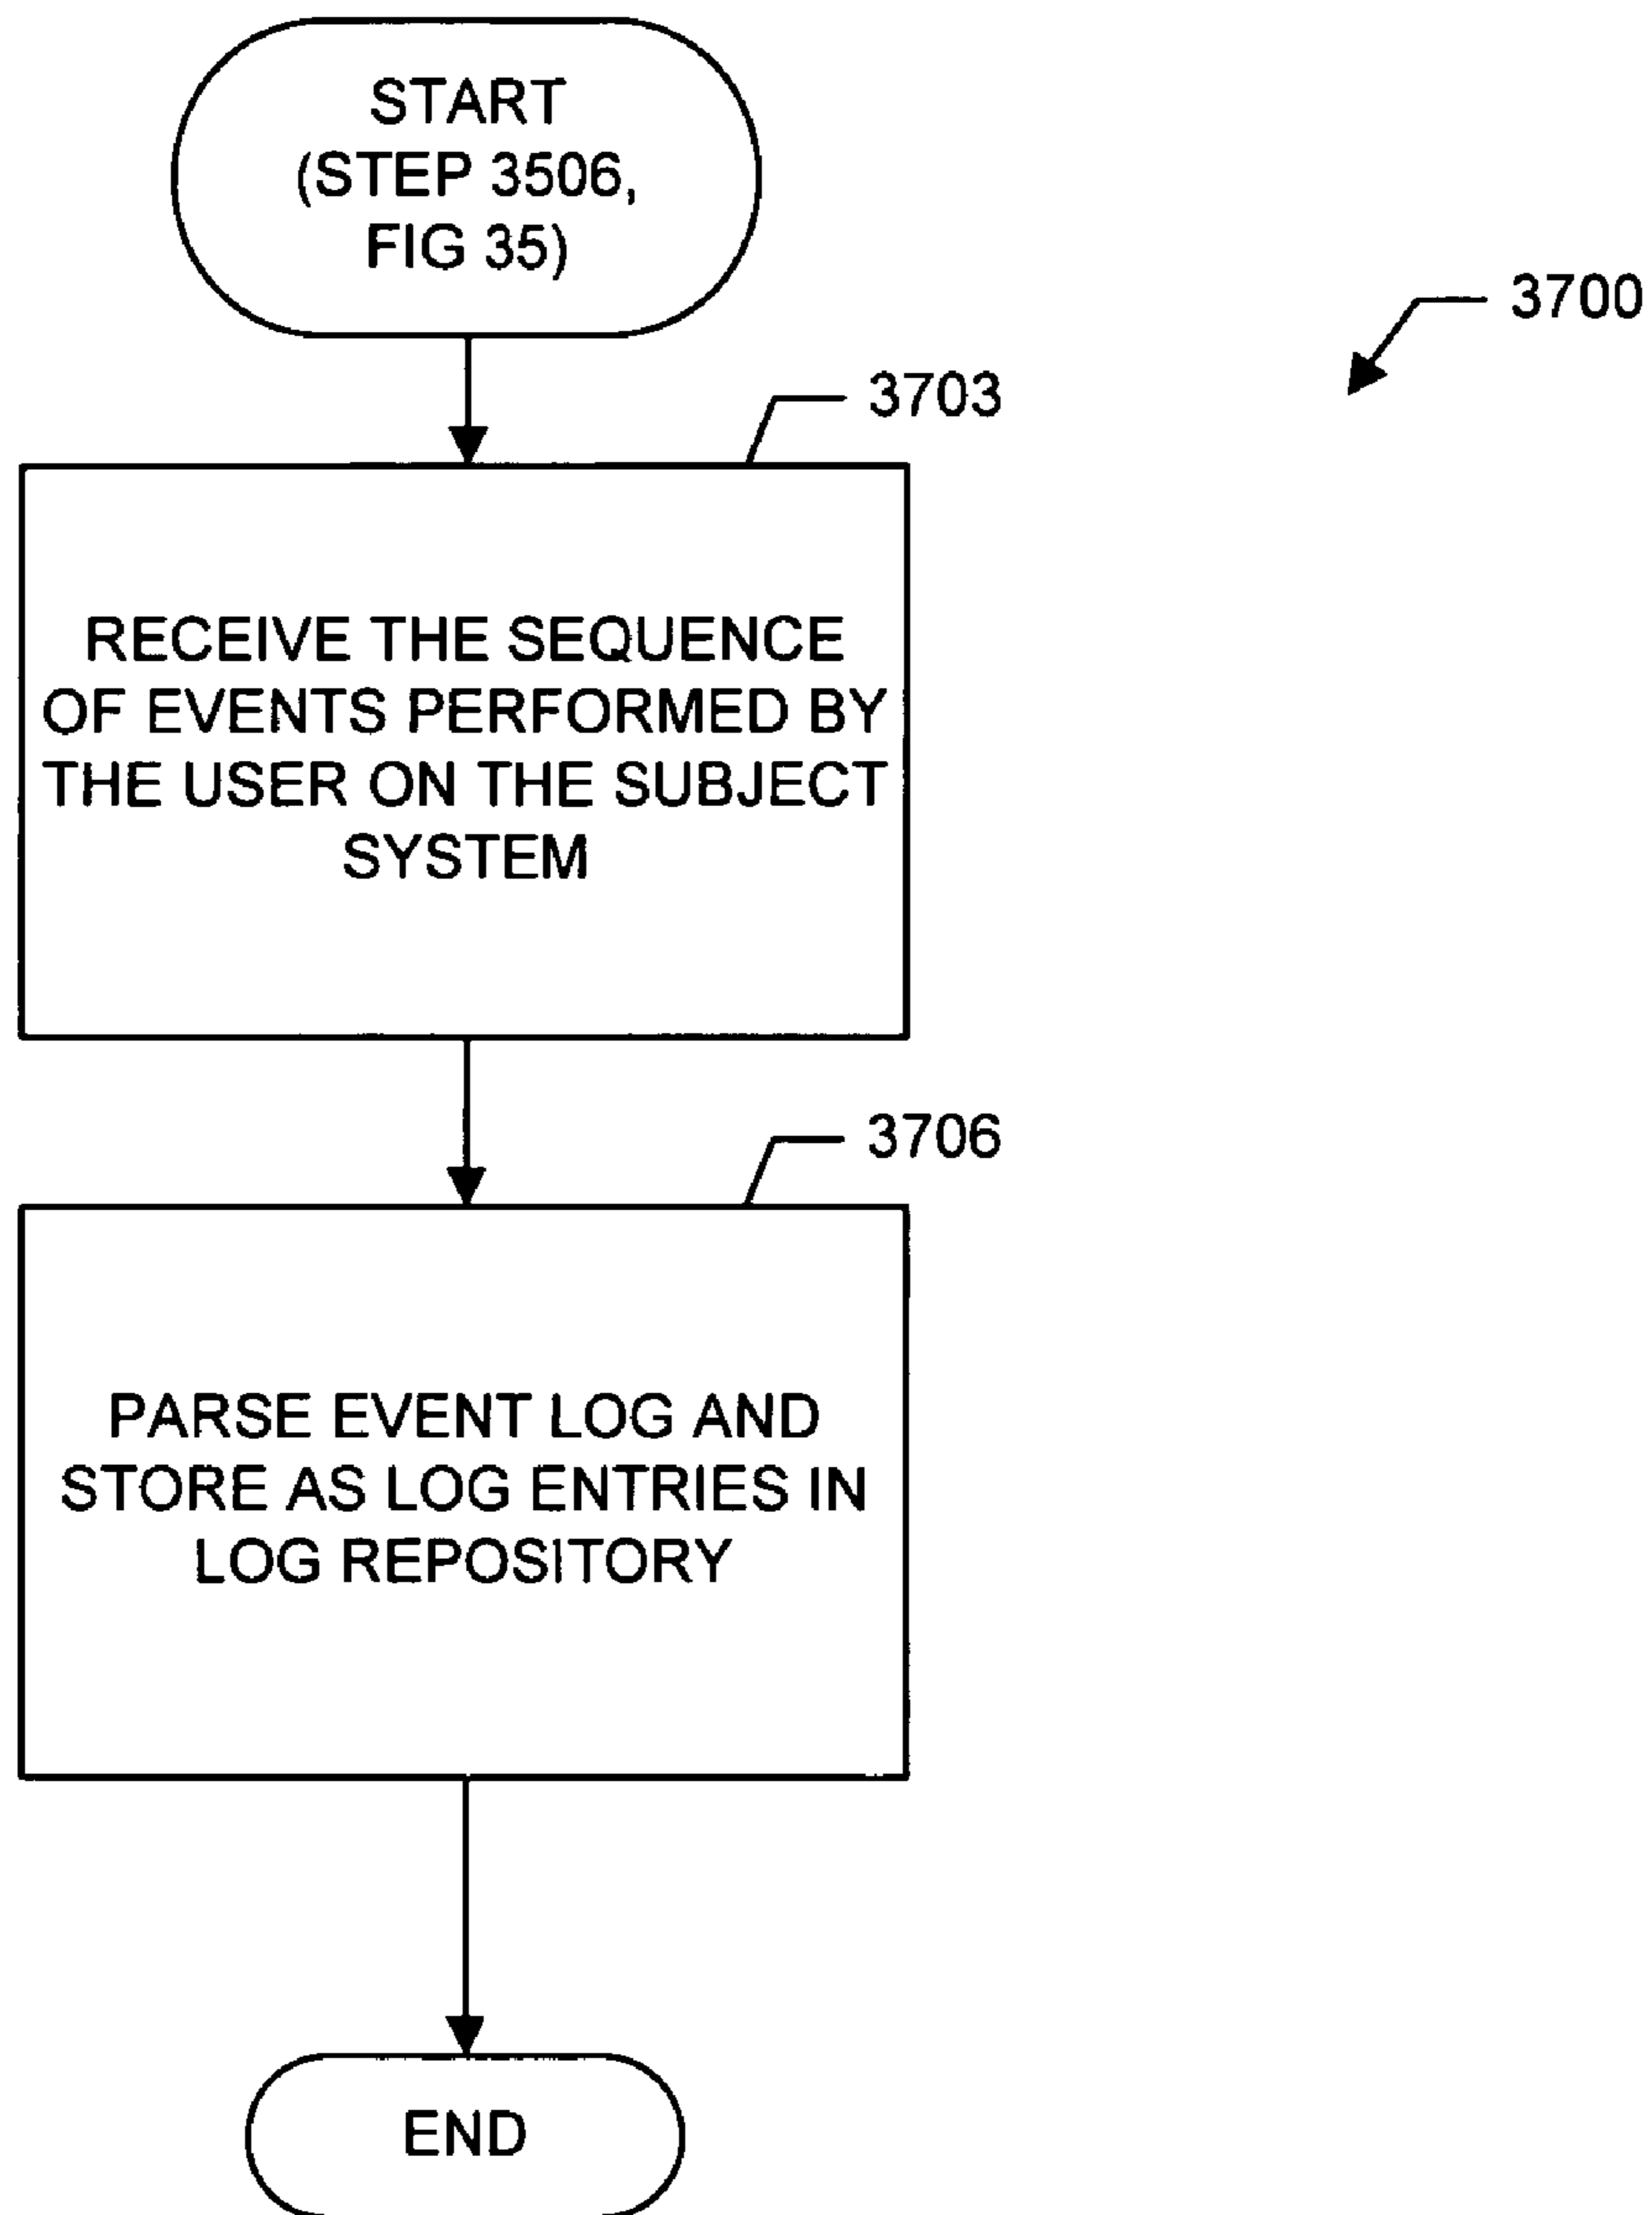 START
(STEP 3506,
FIG 35)
3700
3703
RECEIVE THE SEQUENCE
OF EVENTS PERFORMED BY
THE USER ON THE SUBJECT
SYSTEM
3706
PARSE EVENT LOG AND
STORE AS LOG ENTRIES IN
LOG REPOSITORY
END